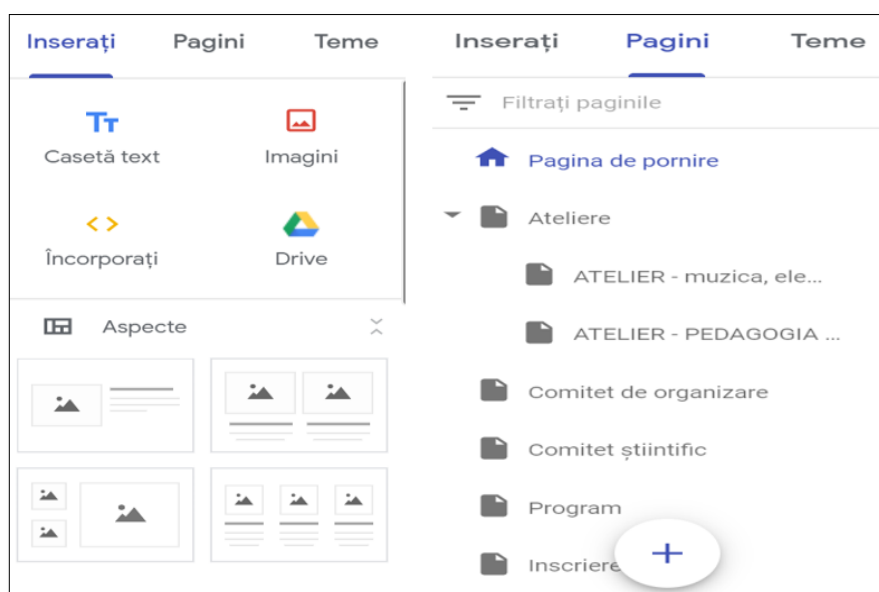 Inserați Pagini Teme
Casetă text Imagini
Încorporați Drive
Aspecte
Inserați Pagini Teme
Filtrați paginile
Pagina de pornire
Ateliere
ATELIER - muzica, ele...
ATELIER - PEDAGOGIA ...
Comitet de organizare
Comitet științific
Program
Inscriere